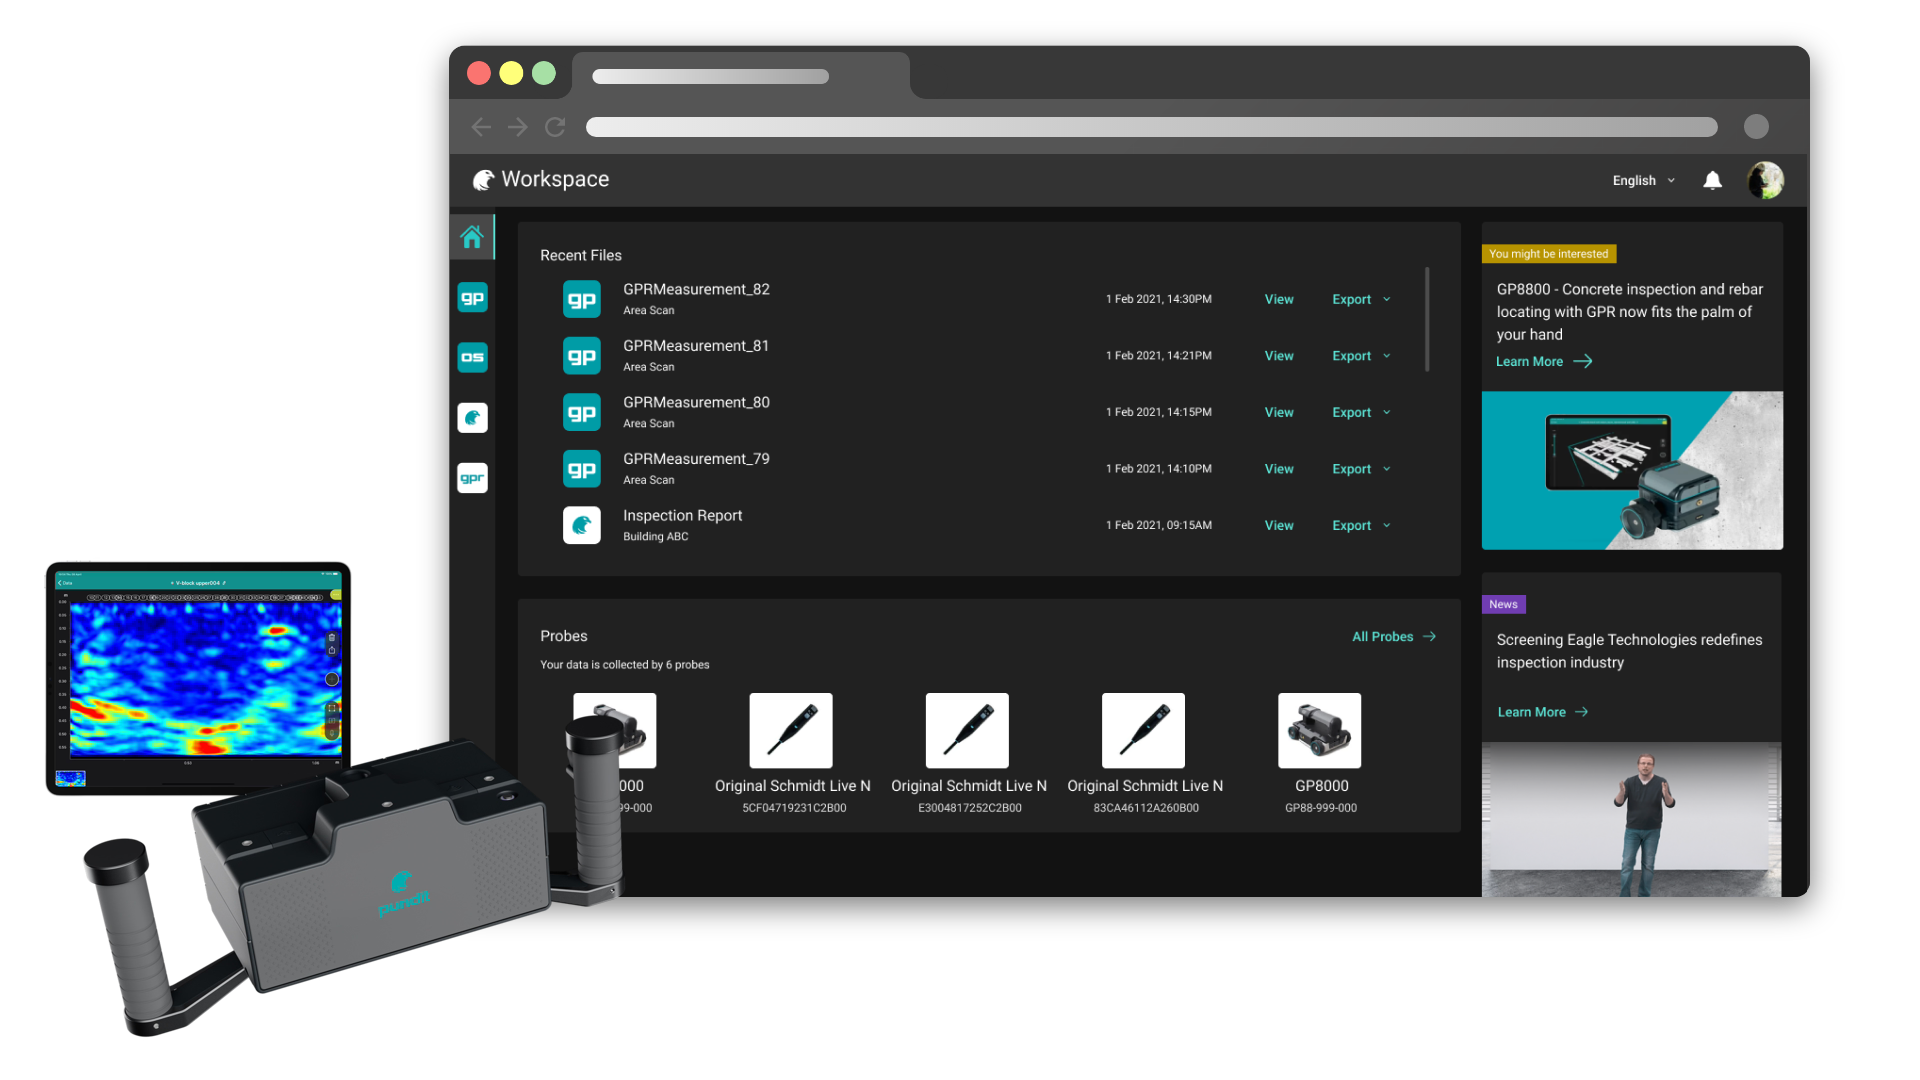 Workspace
English
Recent Files
gp
GPRMeasurement_82
Area Scan
1 Feb 2021, 14:30PM
View
Export
gp
GPRMeasurement_81
Area Scan
1 Feb 2021, 14:21PM
View
Export
gp
GPRMeasurement_80
Area Scan
1 Feb 2021, 14:15PM
View
Export
gp
GPRMeasurement_79
Area Scan
1 Feb 2021, 14:10PM
View
Export
Inspection Report
Building ABC
1 Feb 2021, 09:15AM
View
Export
gp
os
gpr
Probes
All Probes
Your data is collected by 6 probes
000
99-000
Original Schmidt Live N
5CF04719231C2B00
Original Schmidt Live N
E3004817252C2B00
Original Schmidt Live N
83CA46112A260B00
GP8000
GP88-999-000
You might be interested
GP8800 - Concrete inspection and rebar
locating with GPR now fits the palm of
your hand
Learn More
News
Screening Eagle Technologies redefines
inspection industry
Learn More
V-block upper004
pundit